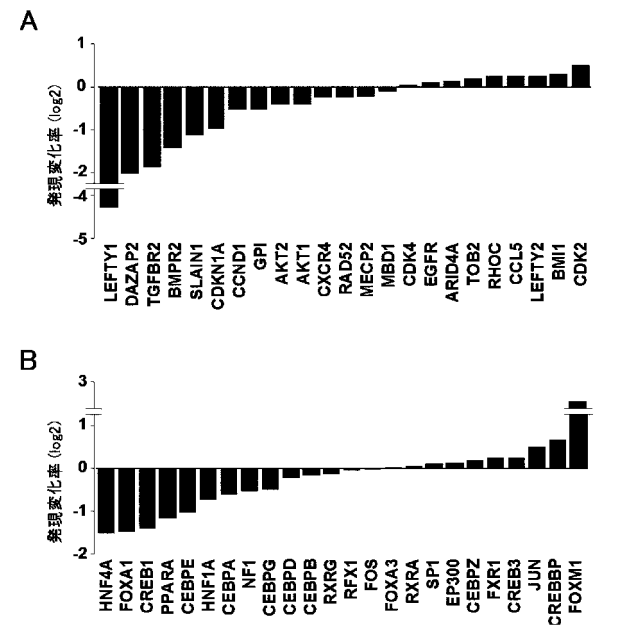 A
発現変化率 (log2)
1
0
-1
-2
-4
-5
LEFTY1
DAZAP2
TGFBR2
BMPR2
SLAIN1
CDKN1A
CCND1
GPI
AKT2
AKT1
CXCR4
RAD52
MECP2
MBD1
CDK4
EGFR
ARID4A
TOB2
RHOC
CCL5
LEFTY2
BMI1
CDK2
B
発現変化率 (log2)
3
1
0
-1
-2
HNF4A
FOXA1
CREB1
PPARA
CEBPE
HNF1A
CEBPA
NF1
CEBPG
CEBPD
CEBPB
RXRG
RFX1
FOS
FOXA3
RXRA
SP1
EP300
CEBPZ
FXR1
CREB3
JUN
CREBBP
FOXM1